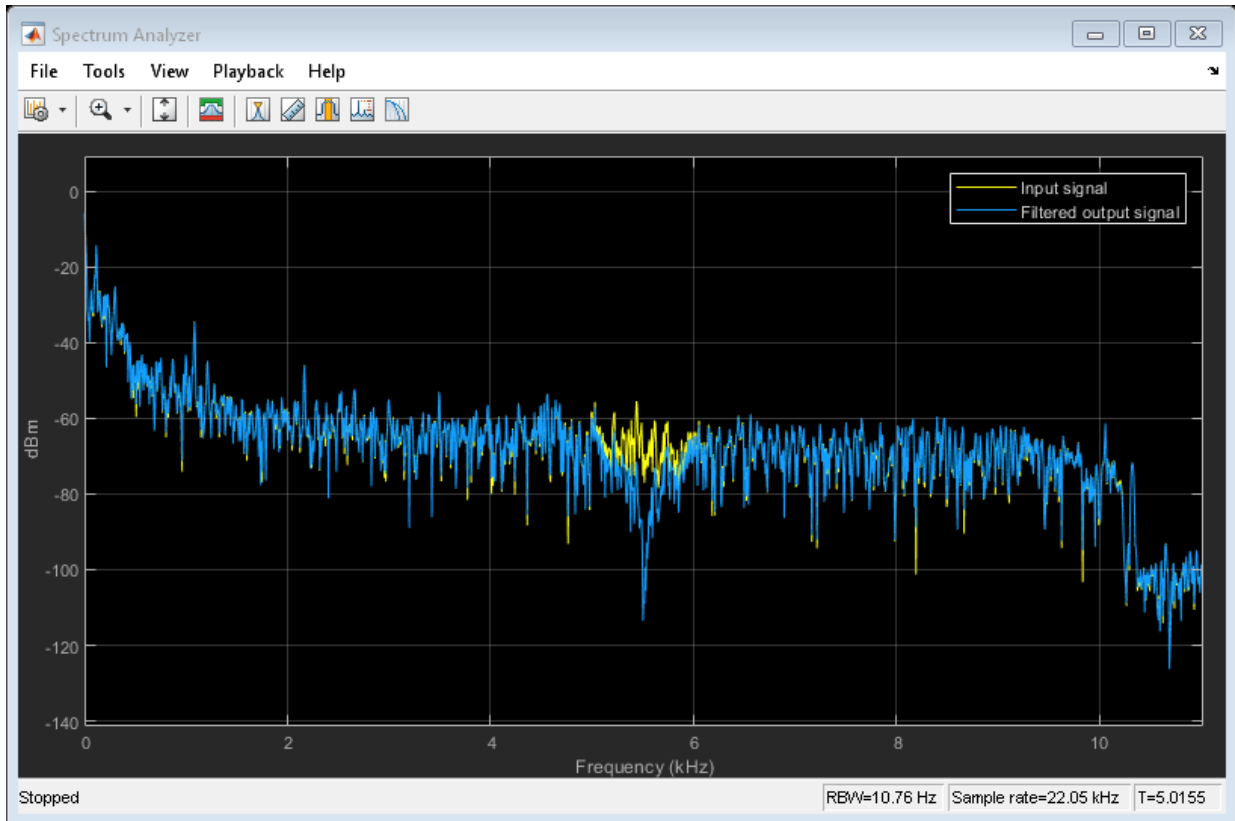 Spectrum Analyzer
File Tools View Playback Help
Input signal
Filtered output signal
0
-20
-40
-60
-80
-100
-120
-140
dBm
0 2 4 6 8 10
Frequency (kHz)
Stopped RBW=10.76 Hz Sample rate=22.05 kHz T=5.0155